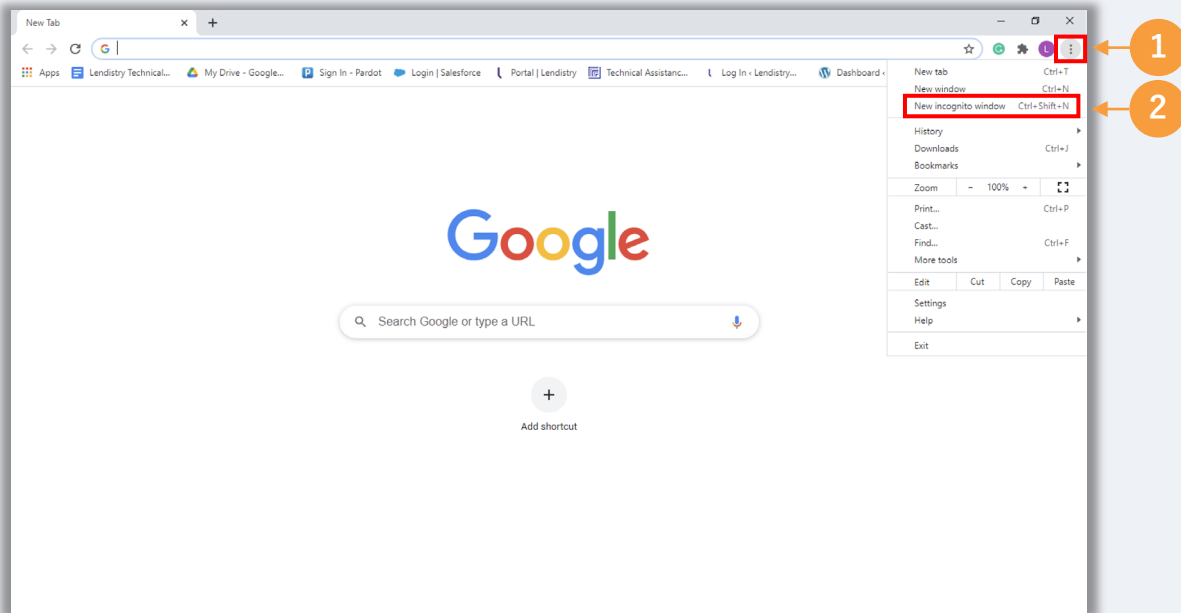 New Tab
G
L
1
Apps Lendistry Technical... My Drive - Google... P Sign In - Pardot Login | Salesforce Portal | Lendistry Technical Assistanc... Log In ‹ Lendistry... Dashboard ‹
New tab Ctrl+T
New window Ctrl+N
New incognito window Ctrl+Shift+N
2
History
Downloads Ctrl+J
Bookmarks
Zoom - 100% +
Print... Ctrl+P
Cast...
Find... Ctrl+F
More tools
Edit Cut Copy Paste
Settings
Help
Exit
Google
Search Google or type a URL
Add shortcut